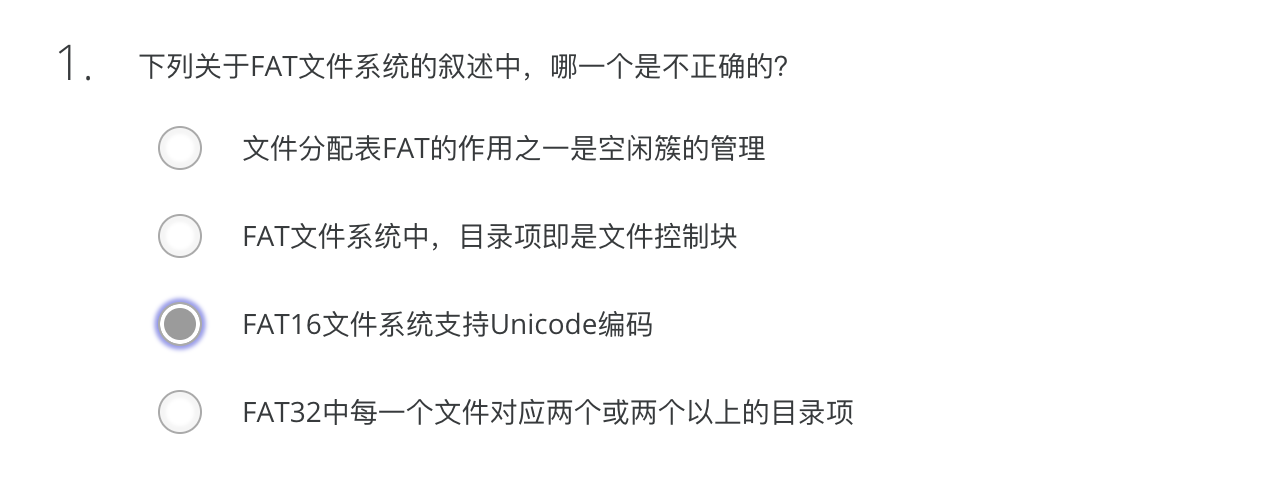 1. 下列关于FAT文件系统的叙述中，哪一个是不正确的？
文件分配表FAT的作用之一是空闲簇的管理
FAT文件系统中，目录项即是文件控制块
FAT16文件系统支持Unicode编码
FAT32中每一个文件对应两个或两个以上的目录项